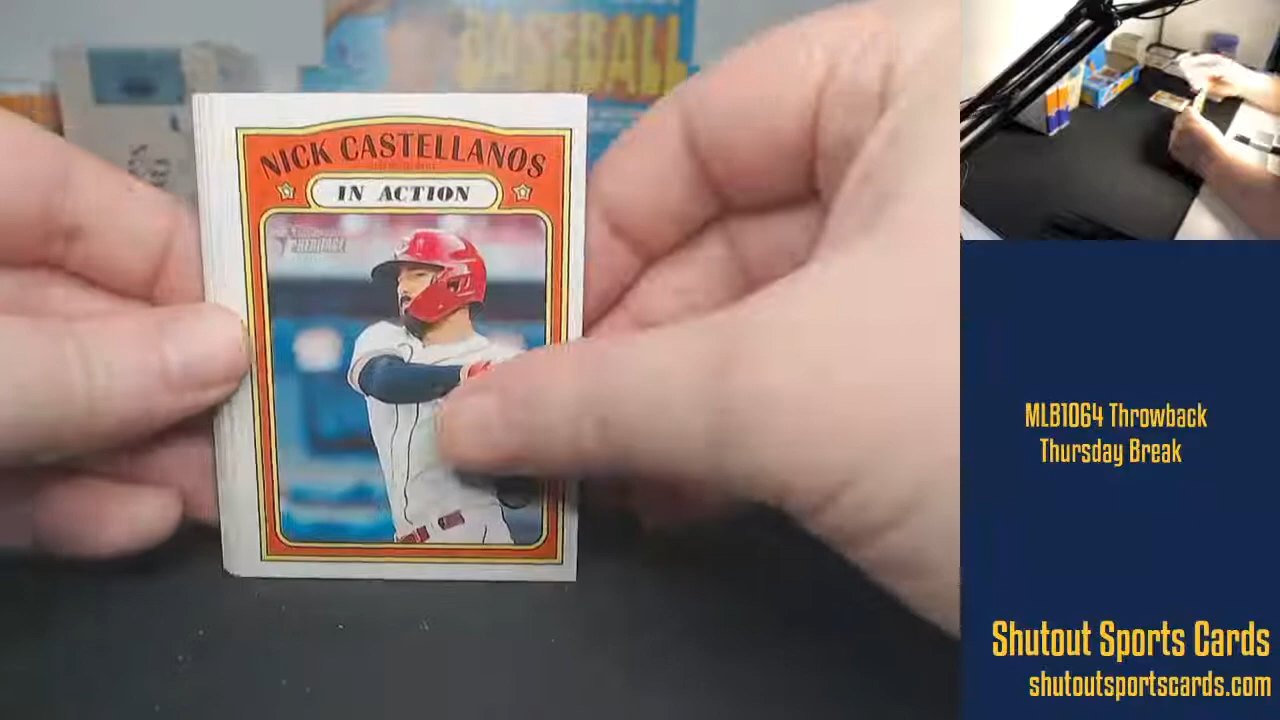 BASEBALL
NICK CASTELLANOS
IN ACTION
HERITAGE
MLB1064 Throwback
Thursday Break
Shutout Sports Cards
shutoutsportscards.com